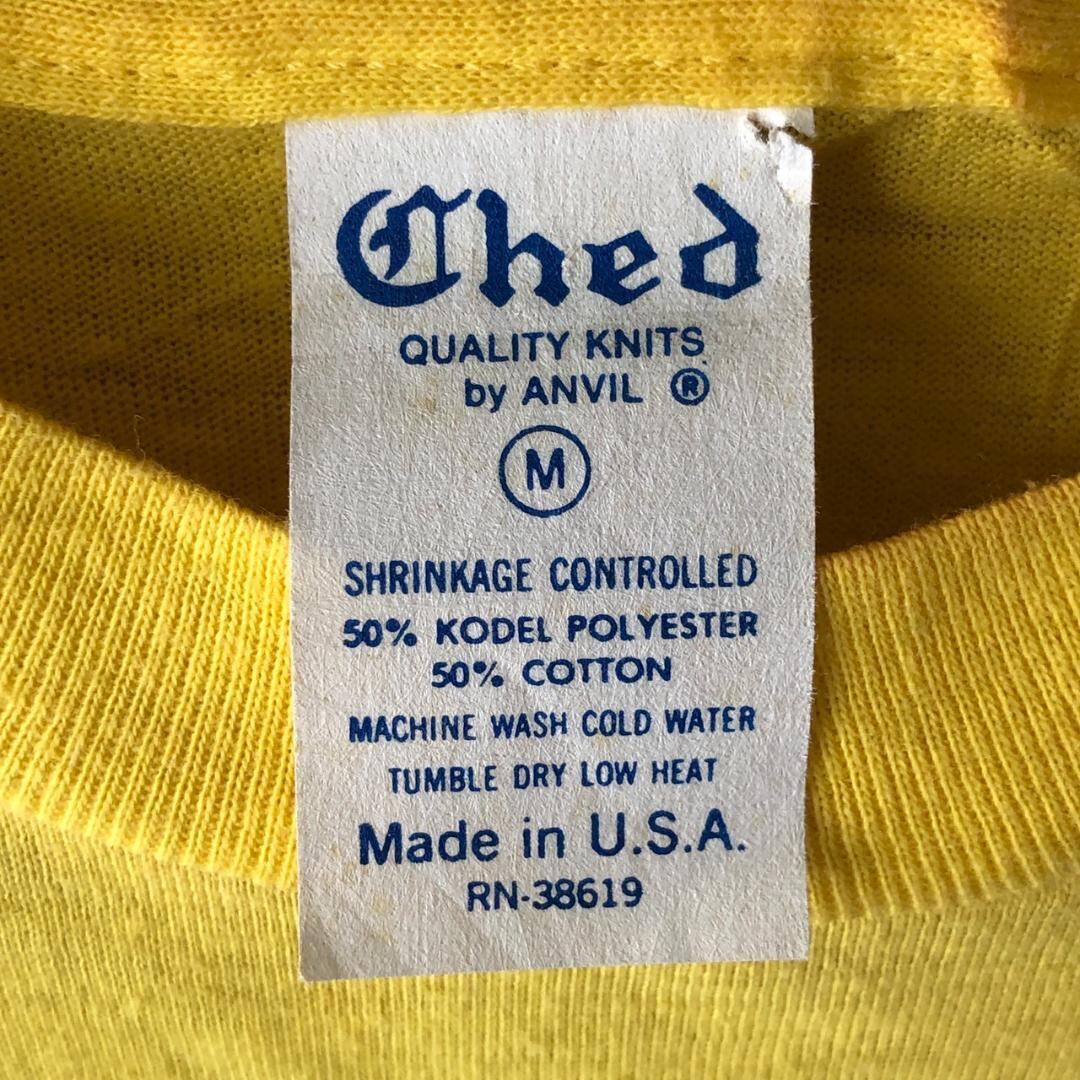 Ched
QUALITY KNITS
by ANVIL ®
M
SHRINKAGE CONTROLLED
50% KODEL POLYESTER
50% COTTON
MACHINE WASH COLD WATER
TUMBLE DRY LOW HEAT
Made in U.S.A.
RN-38619